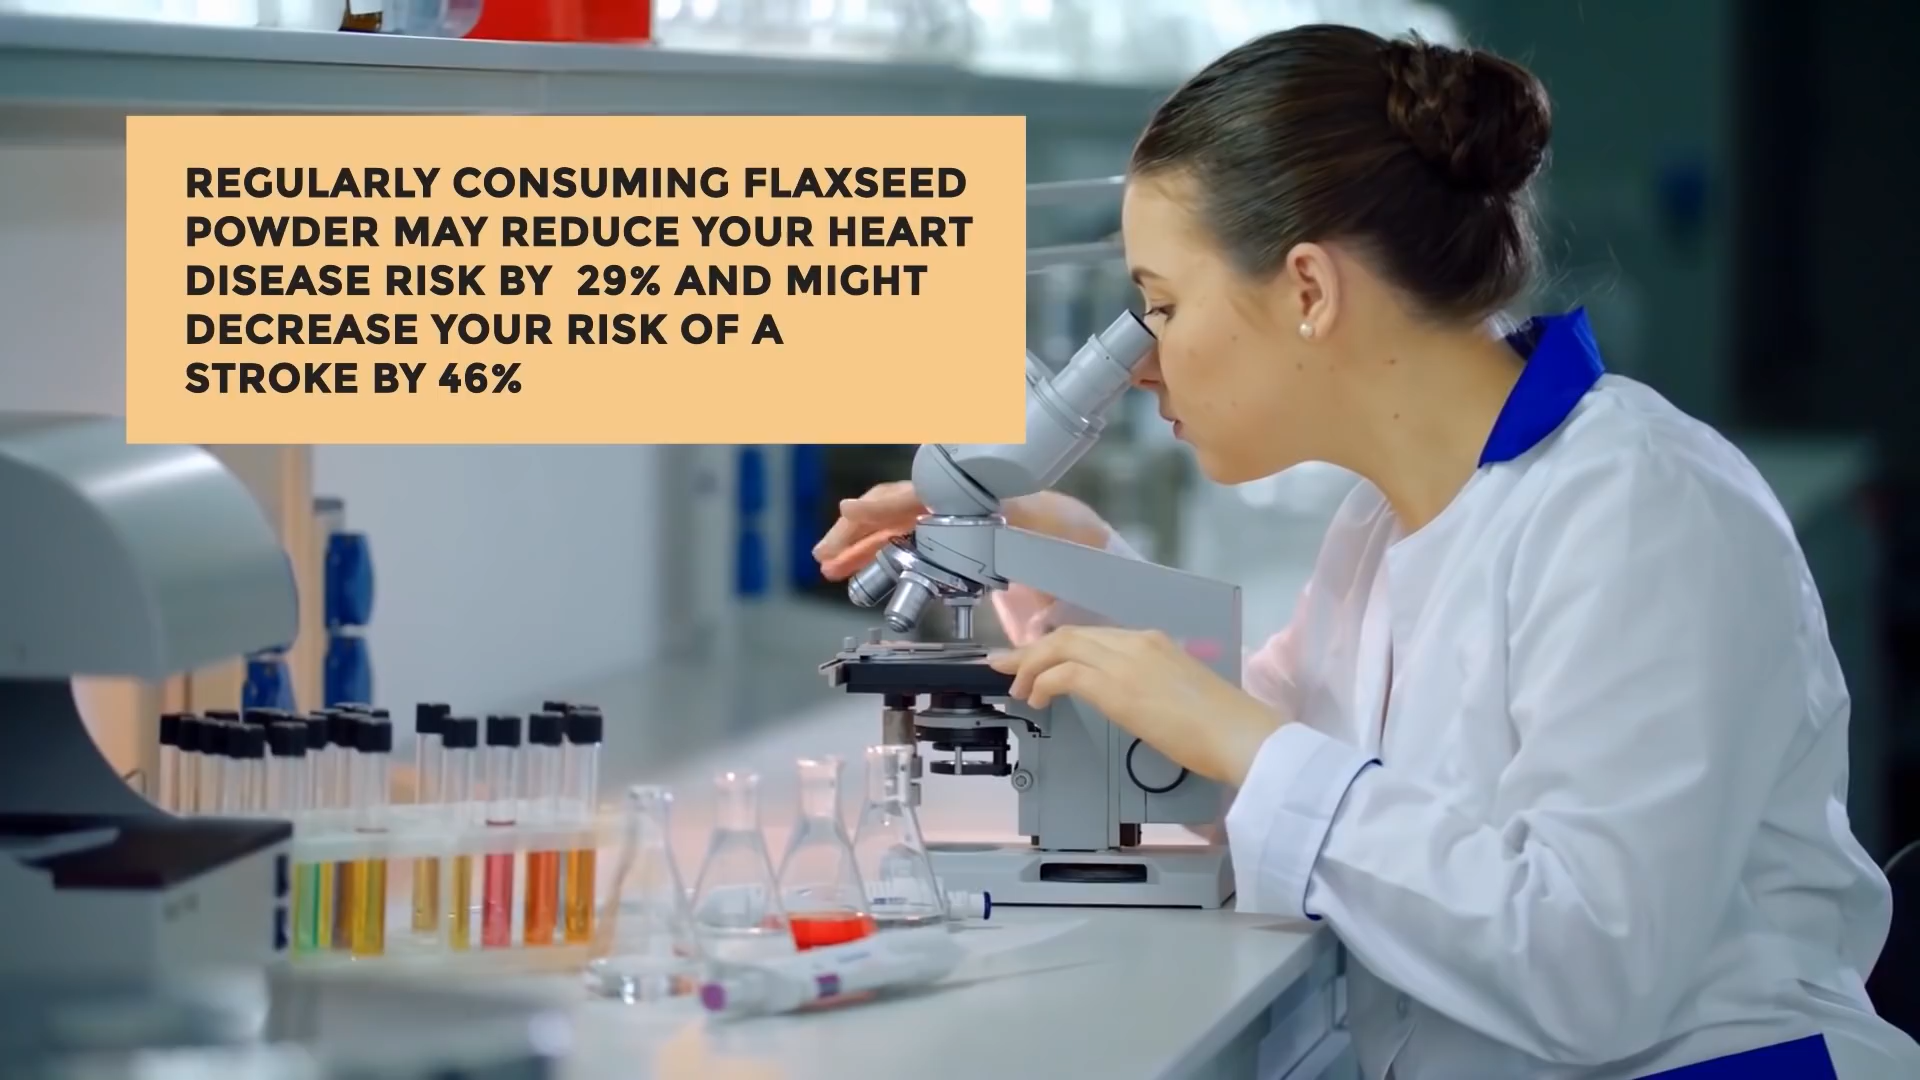 REGULARLY CONSUMING FLAXSEED
POWDER MAY REDUCE YOUR HEART
DISEASE RISK BY  29% AND MIGHT
DECREASE YOUR RISK OF A
STROKE BY 46%